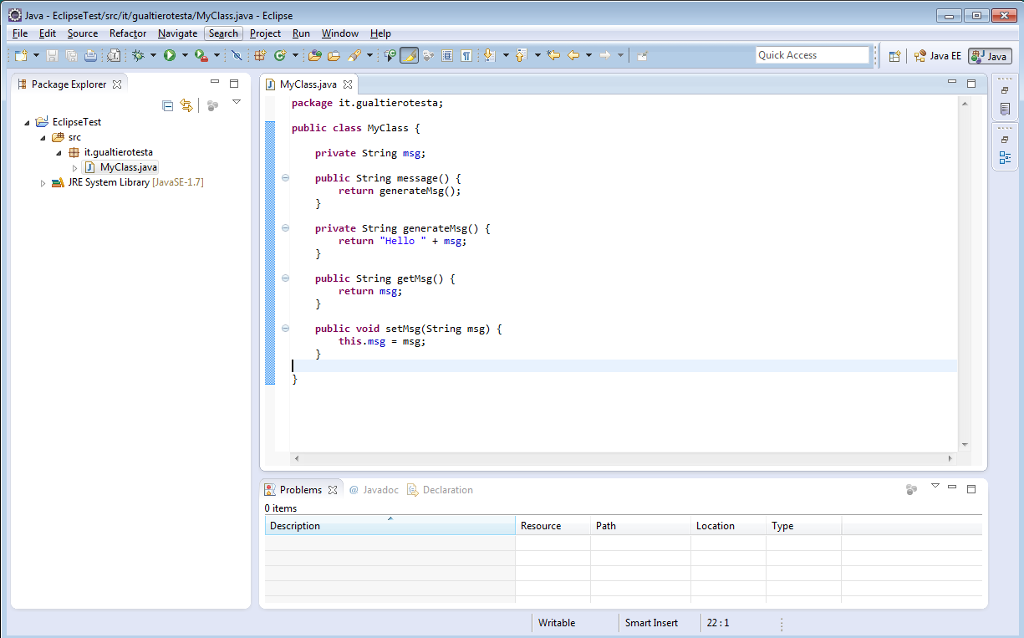 Java - EclipseTest/src/it/gualtierotesta/MyClass.java - Eclipse
File Edit Source Refactor Navigate Search Project Run Window Help
Quick Access
Java EE
Java
Package Explorer
EclipseTest
src
it.gualtierotesta
MyClass.java
JRE System Library [JavaSE-1.7]
MyClass.java
package it.gualtierotesta;
public class MyClass {
private String msg;
public String message() {
return generateMsg();
}
private String generateMsg() {
return "Hello " + msg;
}
public String getMsg() {
return msg;
}
public void setMsg(String msg) {
this.msg = msg;
}
}
Problems @ Javadoc Declaration
0 items
Description Resource Path Location Type
Writable Smart Insert 22 : 1